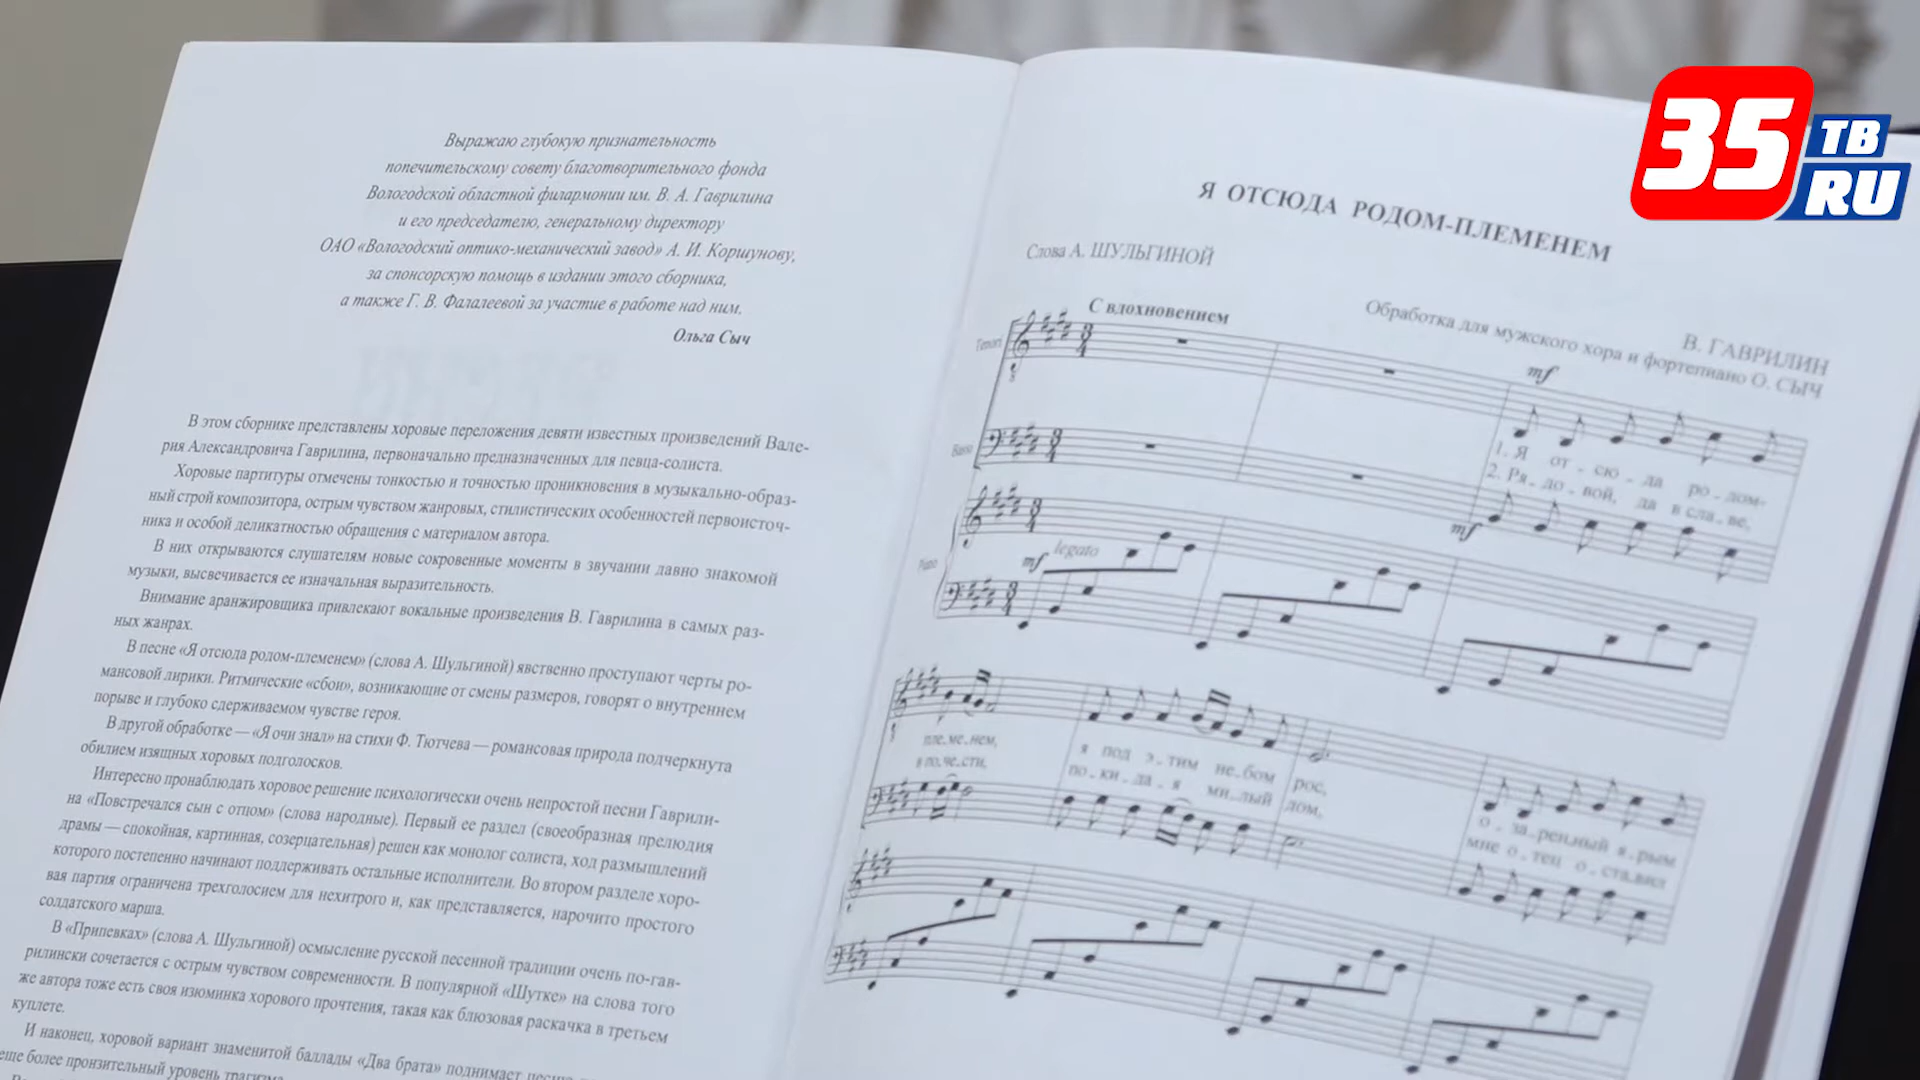 Выражаю глубокую признательность
попечительскому совету благотворительного фонда
Вологодской областной филармонии им. В. А. Гаврилина
и его председателю, генеральному директору
ОАО «Вологодский оптико-механический завод» А. И. Коршунову,
за спонсорскую помощь в издании этого сборника,
а также Г. В. Фалалеевой за участие в работе над ним.
Ольга Сыч
В этом сборнике представлены хоровые переложения девяти известных произведений Вале-
рия Александровича Гаврилина, первоначально предназначенных для певца-солиста.
Хоровые партитуры отмечены тонкостью и точностью проникновения в музыкально-образ-
ный строй композитора, острым чувством жанровых, стилистических особенностей первоисточ-
ника и особой деликатностью обращения с материалом автора.
В них открываются слушателям новые сокровенные моменты в звучании давно знакомой
музыки, высвечивается ее изначальная выразительность.
Внимание аранжировщика привлекают вокальные произведения В. Гаврилина в самых раз-
ных жанрах.
В песне «Я отсюда родом-племенем» (слова А. Шульгиной) явственно проступают черты ро-
мансовой лирики. Ритмические «сбои», возникающие от смены размеров, говорят о внутреннем
порыве и глубоко сдерживаемом чувстве героя.
В другой обработке — «Я очи знал» на стихи Ф. Тютчева — романсовая природа подчеркнута
обилием изящных хоровых подголосков.
Интересно пронаблюдать хоровое решение психологически очень непростой песни Гаврили-
на «Повстречался сын с отцом» (слова народные). Первый ее раздел (своеобразная прелюдия
драмы — спокойная, картинная, созерцательная) решен как монолог солиста, ход размышлений
которого постепенно начинают поддерживать остальные исполнители. Во втором разделе хоро-
вая партия ограничена трехголосием для нехитрого и, как представляется, нарочито простого
солдатского марша.
В «Припевках» (слова А. Шульгиной) осмысление русской песенной традиции очень по-гав-
рилински сочетается с острым чувством современности. В популярной «Шутке» на слова того
же автора тоже есть своя изюминка хорового прочтения, такая как блюзовая раскачка в третьем
куплете.
И наконец, хоровой вариант знаменитой баллады «Два брата» поднимает песню
еще более пронзительный уровень трагизма
Я ОТСЮДА РОДОМ-ПЛЕМЕНЕМ
Слова А. ШУЛЬГИНОЙ
В. ГАВРИЛИН
Обработка для мужского хора и фортепиано О. СЫЧ
С вдохновением
Tenori
mf
1. Я от - сю - да ро - дом-
2. Ря - до - вой, да в сла - ве,
Bassi
mf
Piano
mf legato
пле - ме - нем, я под э - тим не - бом рос, о - за - рен - ный я - рым
в по - че - сти, по - ки - да - я ми - лый дом, мне о - тец о - ста - вил
35
ТВ
RU